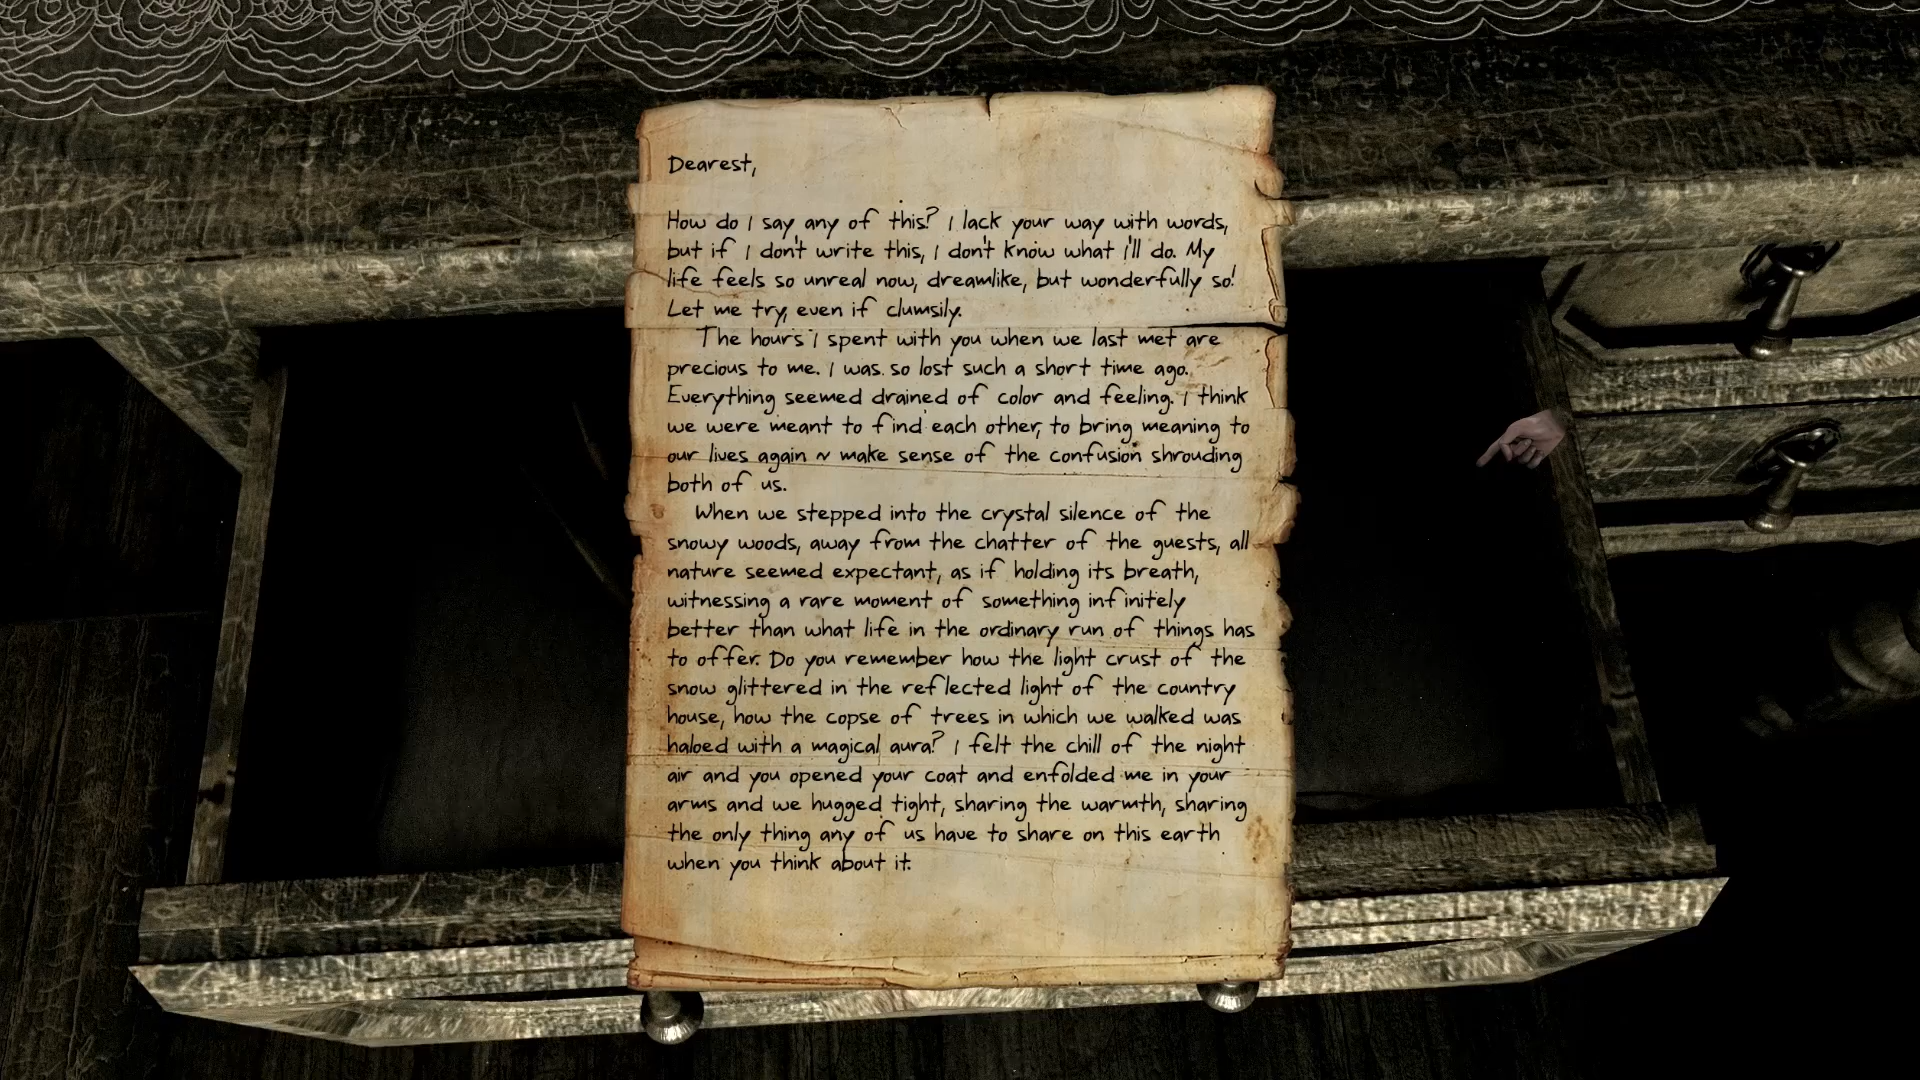 Dearest,
How do I say any of this? I lack your way with words,
but if I don't write this, I don't know what I'll do. My
life feels so unreal now, dreamlike, but wonderfully so!
Let me try, even if clumsily.
The hours I spent with you when we last met are
precious to me. I was so lost such a short time ago.
Everything seemed drained of color and feeling. I think
we were meant to find each other, to bring meaning to
our lives again ~ make sense of the confusion shrouding
both of us.
When we stepped into the crystal silence of the
snowy woods, away from the chatter of the guests, all
nature seemed expectant, as if holding its breath,
witnessing a rare moment of something infinitely
better than what life in the ordinary run of things has
to offer. Do you remember how the light crust of the
snow glittered in the reflected light of the country
house, how the copse of trees in which we walked was
haloed with a magical aura? I felt the chill of the night
air and you opened your coat and enfolded me in your
arms and we hugged tight, sharing the warmth, sharing
the only thing any of us have to share on this earth
when you think about it.